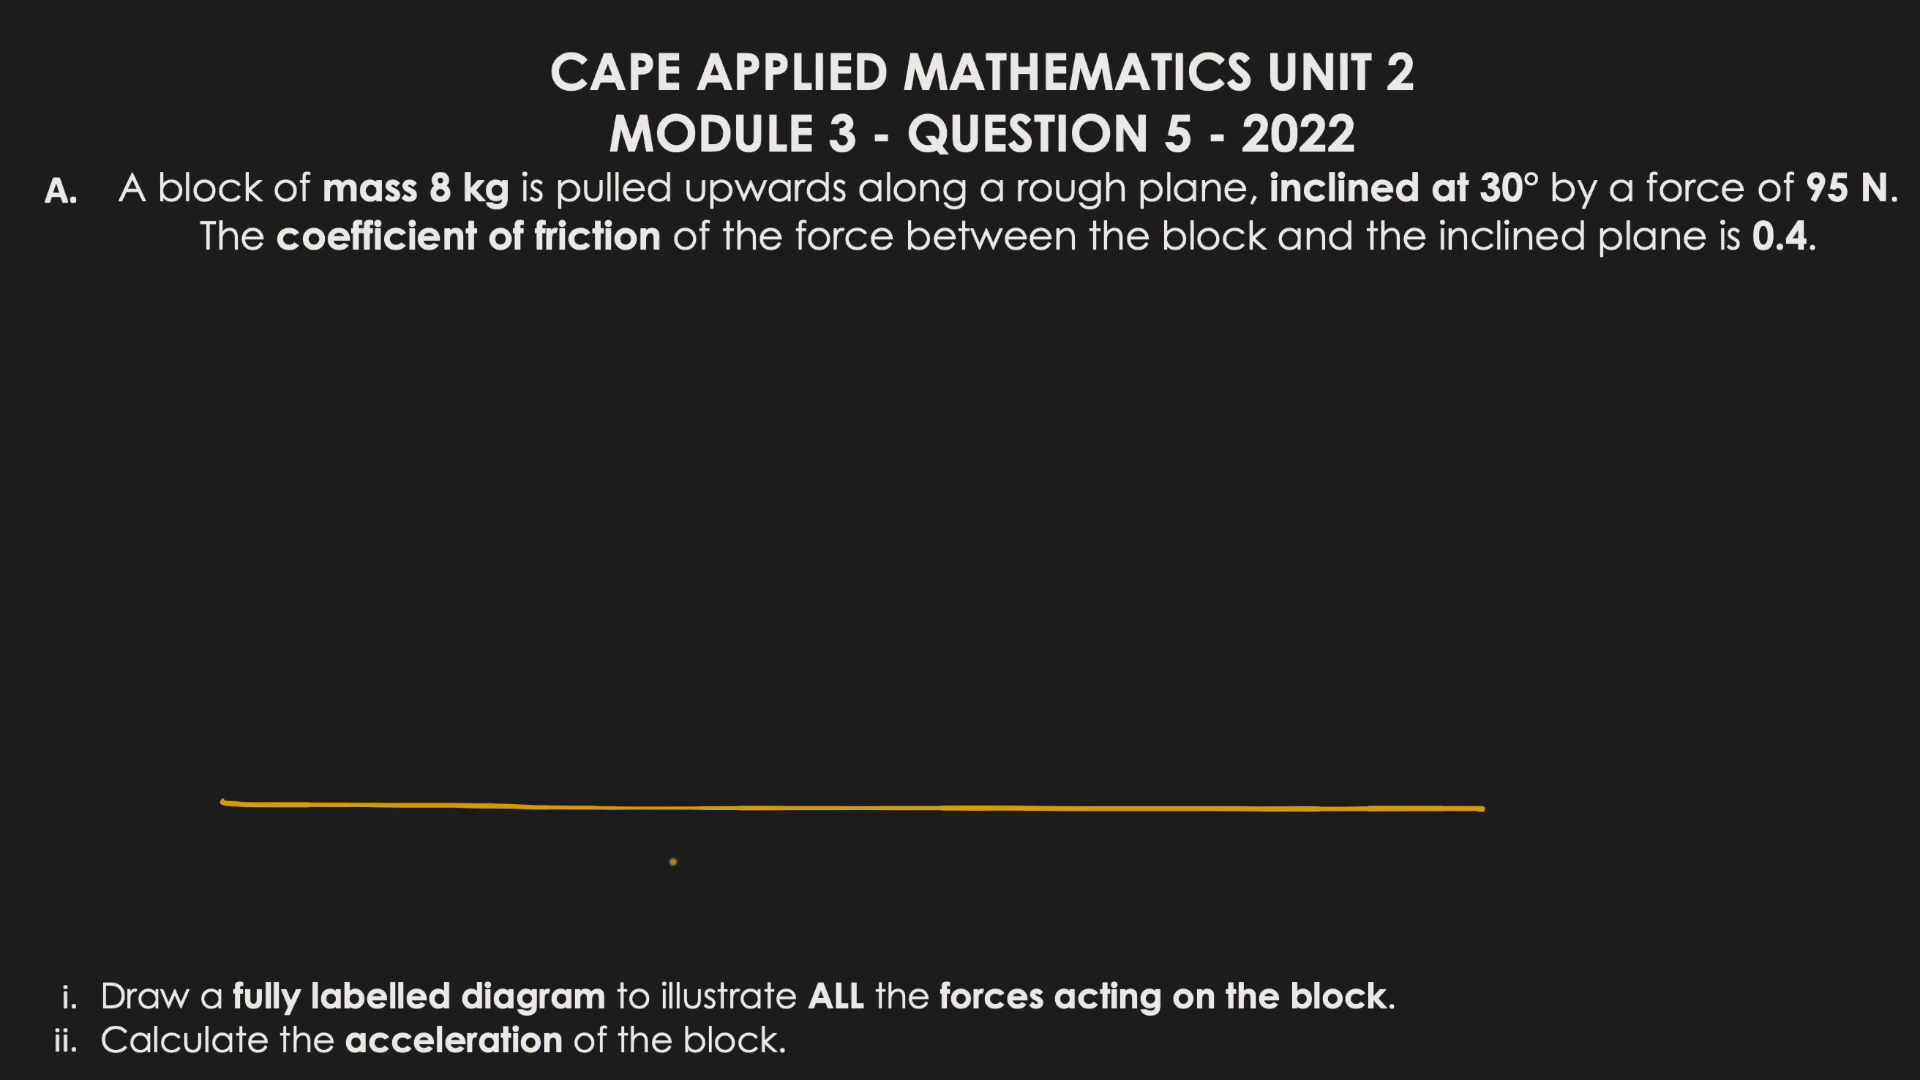 CAPE APPLIED MATHEMATICS UNIT 2
MODULE 3 - QUESTION 5 - 2022
A. A block of mass 8 kg is pulled upwards along a rough plane, inclined at 30° by a force of 95 N.
The coefficient of friction of the force between the block and the inclined plane is 0.4.
i. Draw a fully labelled diagram to illustrate ALL the forces acting on the block.
ii. Calculate the acceleration of the block.